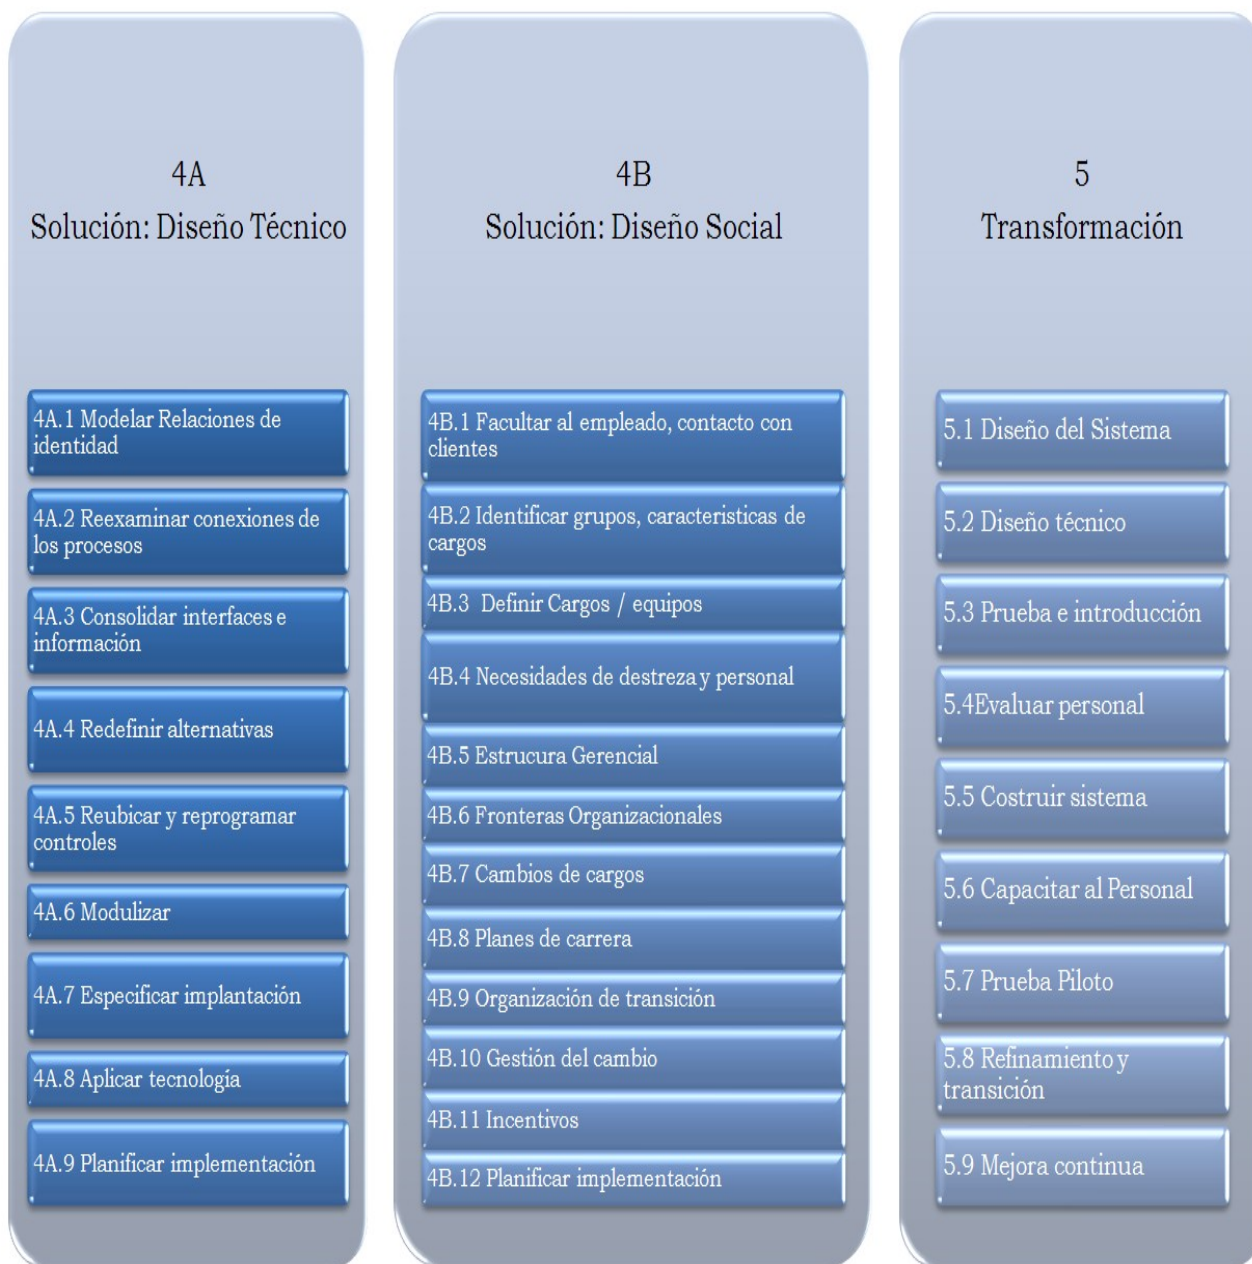 4A
Solución: Diseño Técnico
4A.1 Modelar Relaciones de
identidad
4A.2 Reexaminar conexiones de
los procesos
4A.3 Consolidar interfaces e
información
4A.4 Redefinir alternativas
4A.5 Reubicar y reprogramar
controles
4A.6 Modulizar
4A.7 Especificar implantación
4A.8 Aplicar tecnología
4A.9 Planificar implementación
4B
Solución: Diseño Social
4B.1 Facultar al empleado, contacto con
clientes
4B.2 Identificar grupos, caracteristicas de
cargos
4B.3 Definir Cargos / equipos
4B.4 Necesidades de destreza y personal
4B.5 Estrucura Gerencial
4B.6 Fronteras Organizacionales
4B.7 Cambios de cargos
4B.8 Planes de carrera
4B.9 Organización de transición
4B.10 Gestión del cambio
4B.11 Incentivos
4B.12 Planificar implementación
5
Transformación
5.1 Diseño del Sistema
5.2 Diseño técnico
5.3 Prueba e introducción
5.4Evaluar personal
5.5 Costruir sistema
5.6 Capacitar al Personal
5.7 Prueba Piloto
5.8 Refinamiento y
transición
5.9 Mejora continua